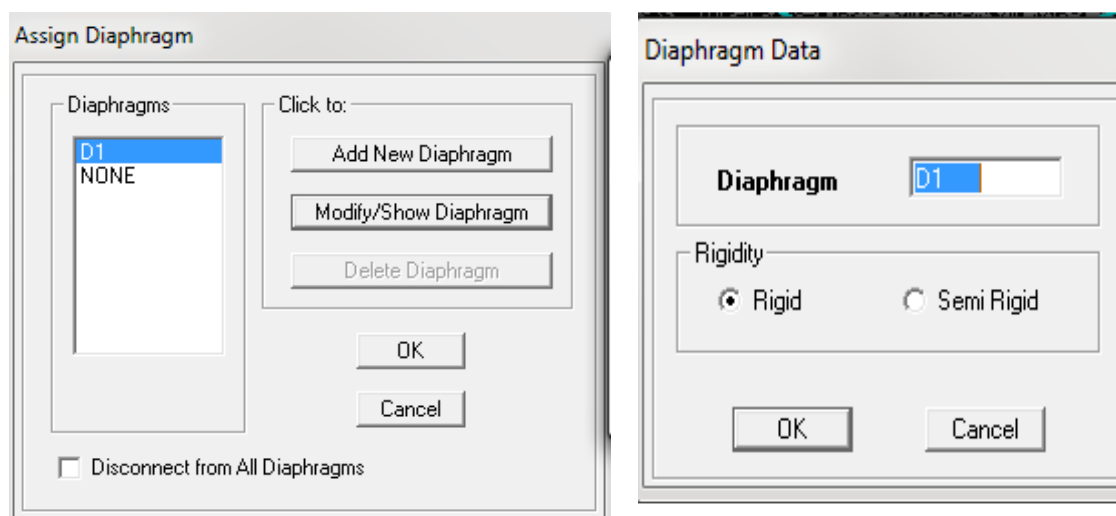 Assign Diaphragm
Diaphragms
D1
NONE
Click to:
Add New Diaphragm
Modify/Show Diaphragm
Delete Diaphragm
OK
Cancel
Disconnect from All Diaphragms
Diaphragm Data
Diaphragm
D1
Rigidity
Rigid
Semi Rigid
OK
Cancel